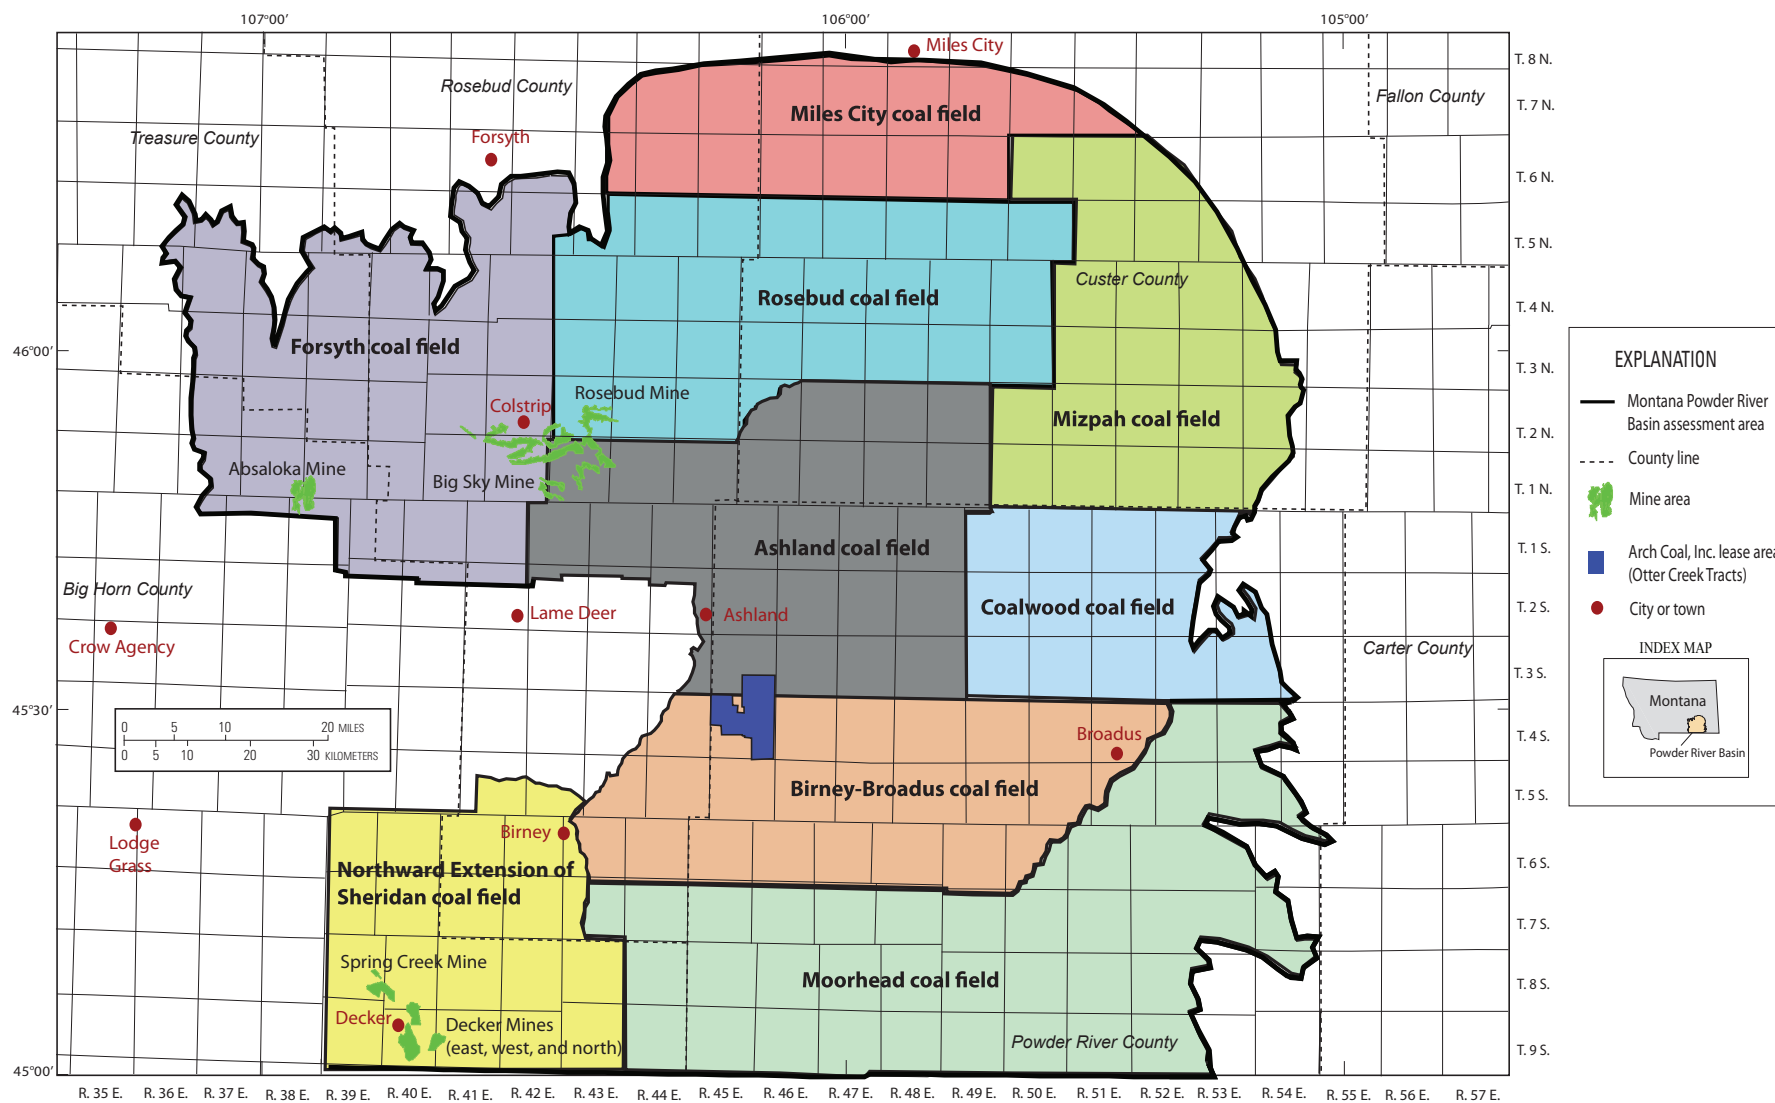 107°00′
106°00′
105°00′
Miles City
T. 8 N.
Rosebud County
Fallon County
T. 7 N.
Miles City coal field
Treasure County
Forsyth
T. 6 N.
T. 5 N.
Custer County
Rosebud coal field
T. 4 N.
46°00′
Forsyth coal field
T. 3 N.
Rosebud Mine
Colstrip
Mizpah coal field
T. 2 N.
Absaloka Mine
Big Sky Mine
T. 1 N.
Ashland coal field
T. 1 S.
Big Horn County
Lame Deer
Ashland
Coalwood coal field
T. 2 S.
Crow Agency
Carter County
T. 3 S.
45°30′
0 5 10 20 MILES
0 5 10 20 30 KILOMETERS
Broadus
T. 4 S.
Birney-Broadus coal field
T. 5 S.
Birney
Lodge
Grass
T. 6 S.
Northward Extension of
Sheridan coal field
T. 7 S.
Spring Creek Mine
Moorhead coal field
T. 8 S.
Decker
Decker Mines
(east, west, and north)
Powder River County
T. 9 S.
45°00′
R. 35 E. R. 36 E. R. 37 E. R. 38 E. R. 39 E. R. 40 E. R. 41 E. R. 42 E. R. 43 E. R. 44 E. R. 45 E. R. 46 E. R. 47 E. R. 48 E. R. 49 E. R. 50 E. R. 51 E. R. 52 E. R. 53 E. R. 54 E. R. 55 E. R. 56 E. R. 57 E.
EXPLANATION
Montana Powder River
Basin assessment area
County line
Mine area
Arch Coal, Inc. lease area
(Otter Creek Tracts)
City or town
INDEX MAP
Montana
Powder River Basin